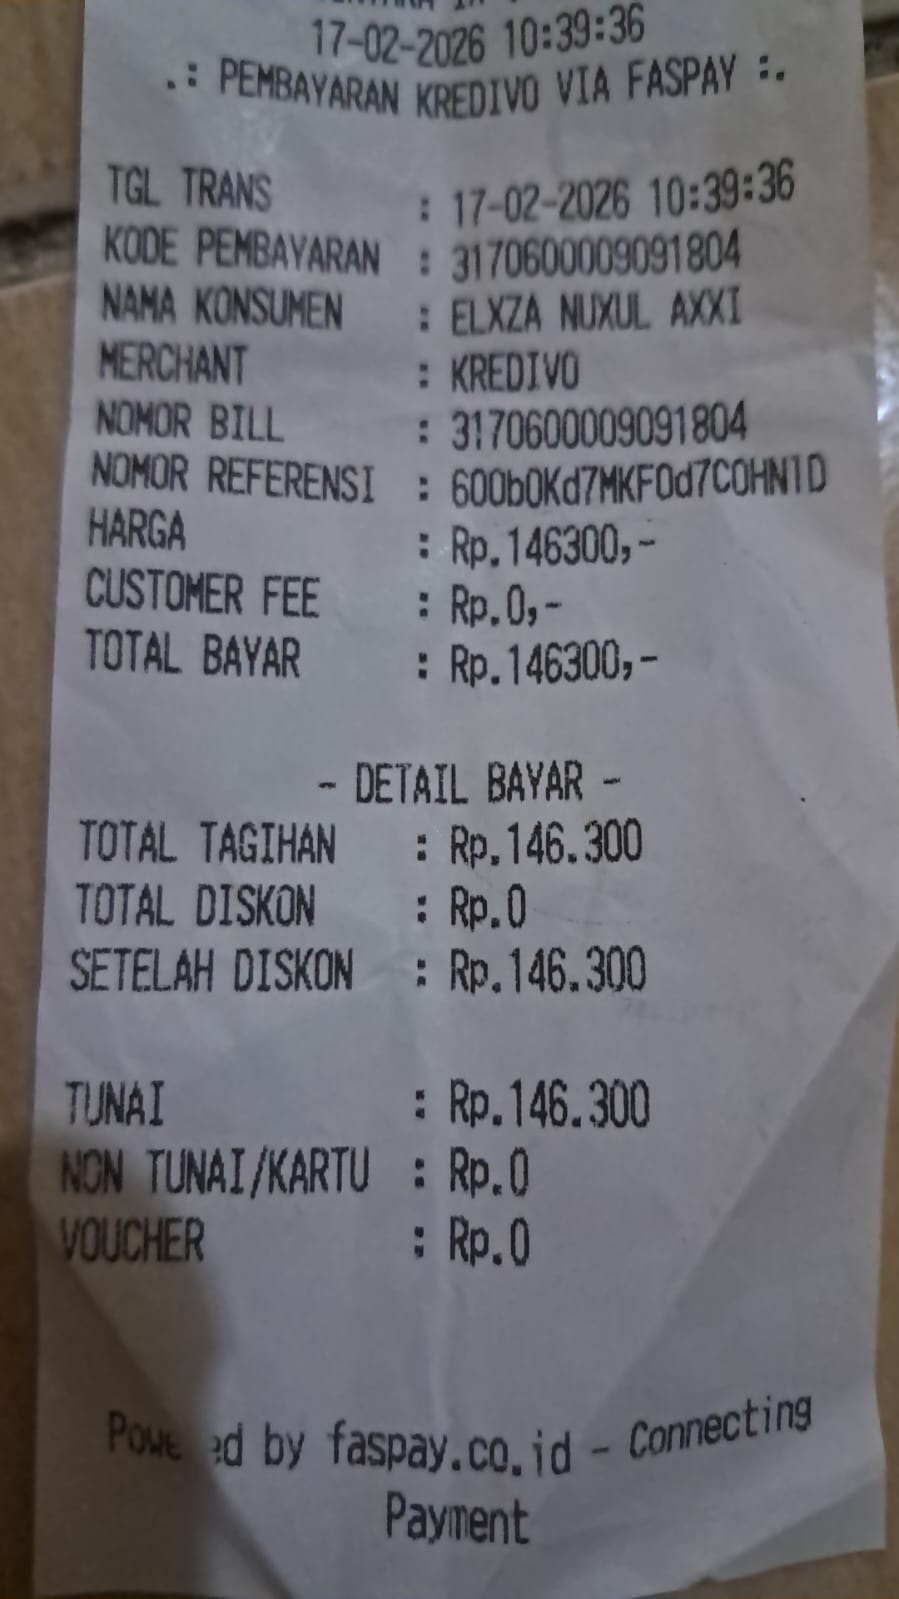 17-02-2026 10:39:36
.: PEMBAYARAN KREDIVO VIA FASPAY :.
TGL TRANS : 17-02-2026 10:39:36
KODE PEMBAYARAN : 3170600009091804
NAMA KONSUMEN : ELXZA NUXUL AXXI
MERCHANT : KREDIVO
NOMOR BILL : 3170600009091804
NOMOR REFERENSI : 600b0Kd7MKF0d7C0HN1D
HARGA : Rp.146300,-
CUSTOMER FEE : Rp.0,-
TOTAL BAYAR : Rp.146300,-
- DETAIL BAYAR -
TOTAL TAGIHAN : Rp.146.300
TOTAL DISKON : Rp.0
SETELAH DISKON : Rp.146.300
TUNAI : Rp.146.300
NON TUNAI/KARTU : Rp.0
VOUCHER : Rp.0
Powered by faspay.co.id - Connecting
Payment